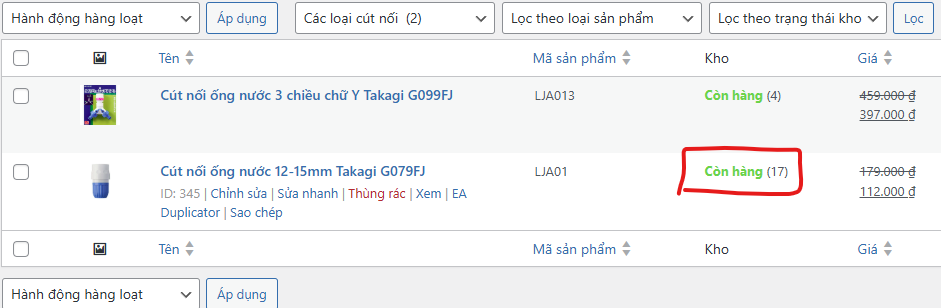 Hành động hàng loạt Áp dụng Các loại cút nối (2) Lọc theo loại sản phẩm Lọc theo trạng thái kho Lọc
Tên Mã sản phẩm Kho Giá
Cút nối ống nước 3 chiều chữ Y Takagi G099FJ LJA013 Còn hàng (4) 459.000 ₫
397.000 ₫
Cút nối ống nước 12-15mm Takagi G079FJ LJA01 Còn hàng (17) 179.000 ₫
ID: 345 | Chỉnh sửa | Sửa nhanh | Thùng rác | Xem | EA 112.000 ₫
Duplicator | Sao chép
Tên Mã sản phẩm Kho Giá
Hành động hàng loạt Áp dụng